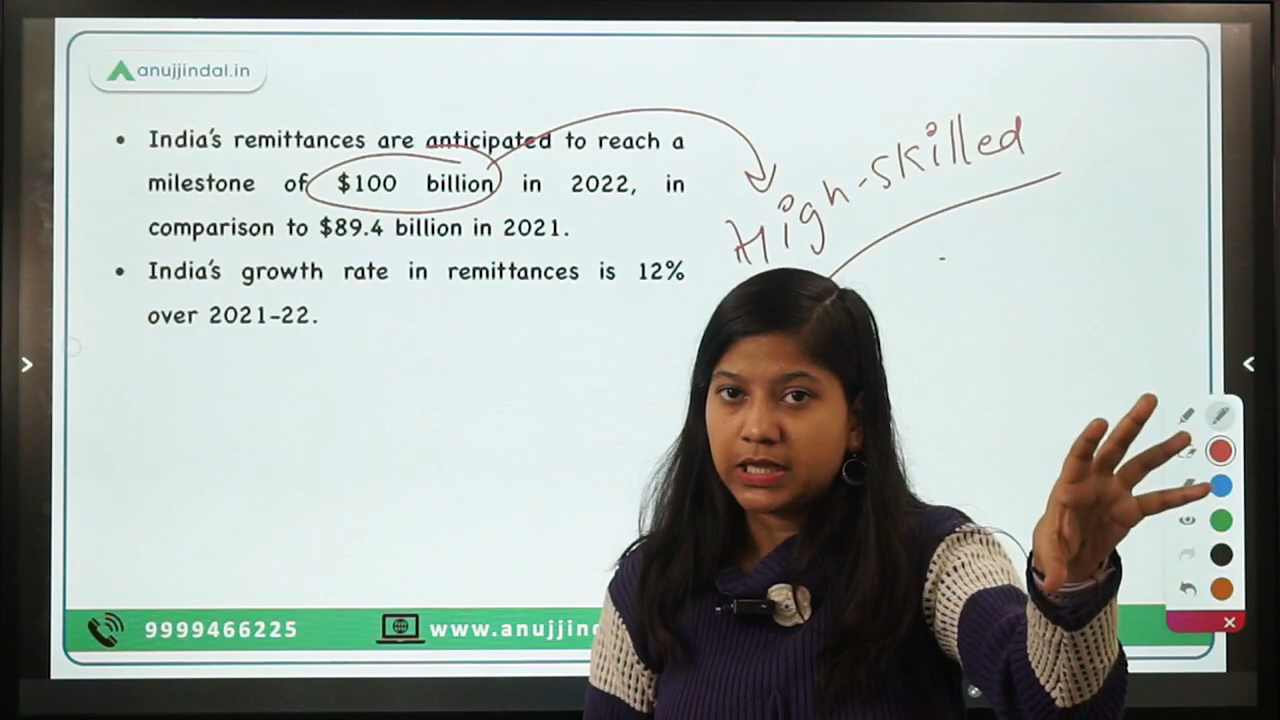 anujjindal.in
• India's remittances are anticipated to reach a
milestone of $100 billion in 2022, in
comparison to $89.4 billion in 2021.
• India's growth rate in remittances is 12%
over 2021-22.
High-skilled
9999466225
www.anujjin